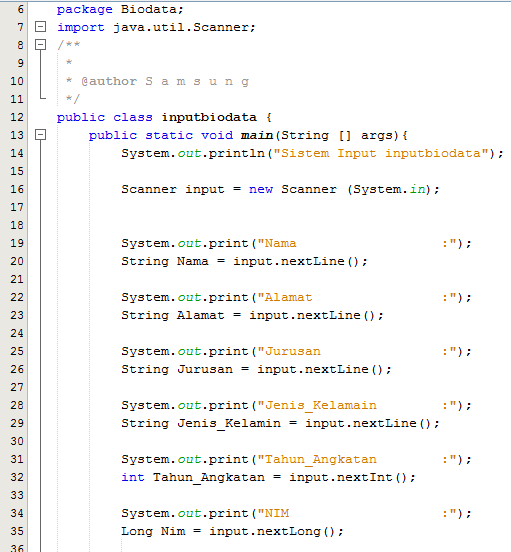 6 package Biodata;
7 import java.util.Scanner;
8 /**
9 *
10 * @author S a m s u n g
11 */
12 public class inputbiodata {
13 public static void main(String [] args){
14 System.out.println("Sistem Input inputbiodata");
15
16 Scanner input = new Scanner (System.in);
17
18
19 System.out.print("Nama                  :");
20 String Nama = input.nextLine();
21
22 System.out.print("Alamat                :");
23 String Alamat = input.nextLine();
24
25 System.out.print("Jurusan               :");
26 String Jurusan = input.nextLine();
27
28 System.out.print("Jenis_Kelamain        :");
29 String Jenis_Kelamin = input.nextLine();
30
31 System.out.print("Tahun_Angkatan        :");
32 int Tahun_Angkatan = input.nextInt();
33
34 System.out.print("NIM                   :");
35 Long Nim = input.nextLong();
36